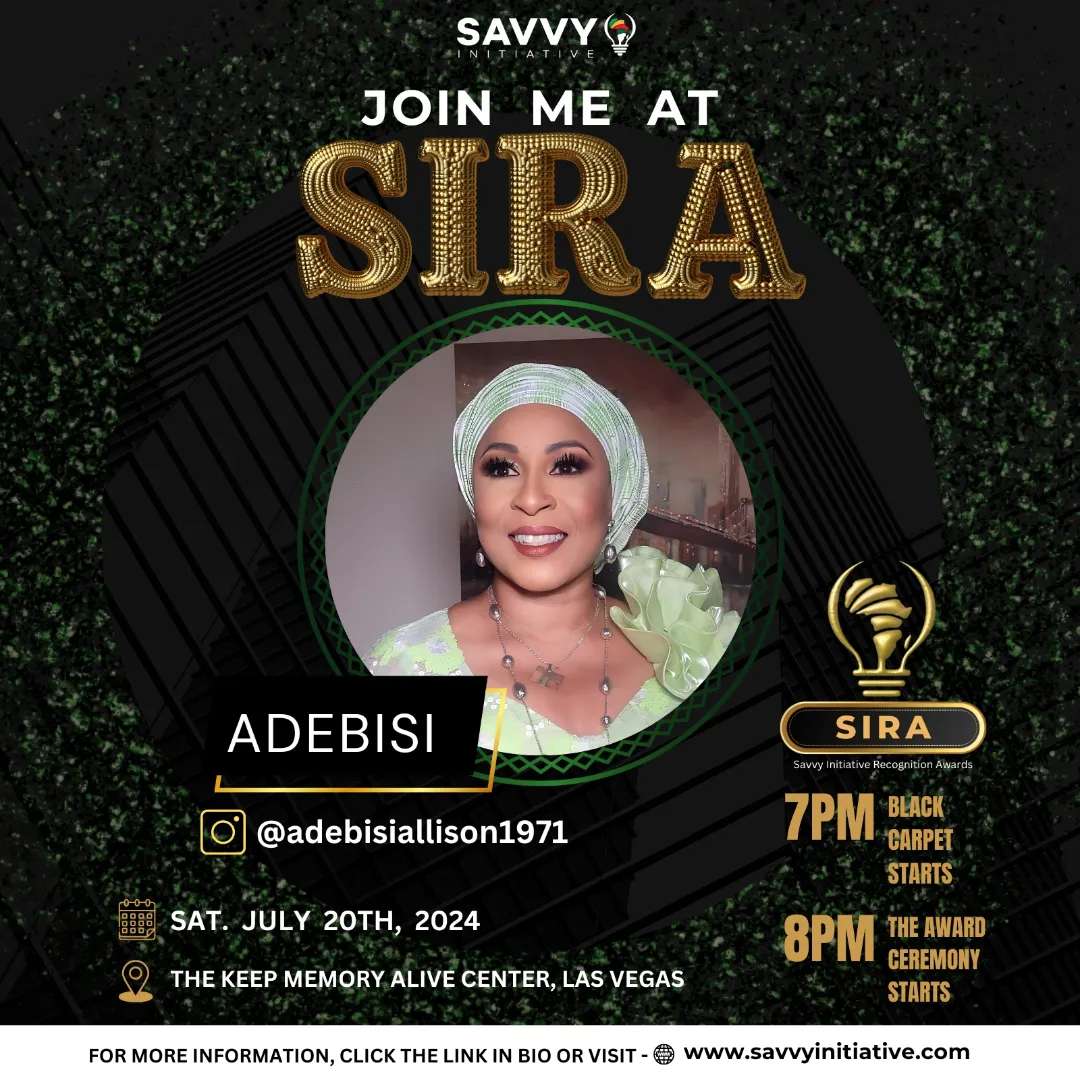 SAVVY
INITIATIVE
JOIN ME AT
SIRA
ADEBISI
@adebisiallison1971
SAT. JULY 20TH, 2024
THE KEEP MEMORY ALIVE CENTER, LAS VEGAS
SIRA
Savvy Initiative Recognition Awards
7PM BLACK
CARPET
STARTS
8PM THE AWARD
CEREMONY
STARTS
FOR MORE INFORMATION, CLICK THE LINK IN BIO OR VISIT - www.savvyinitiative.com